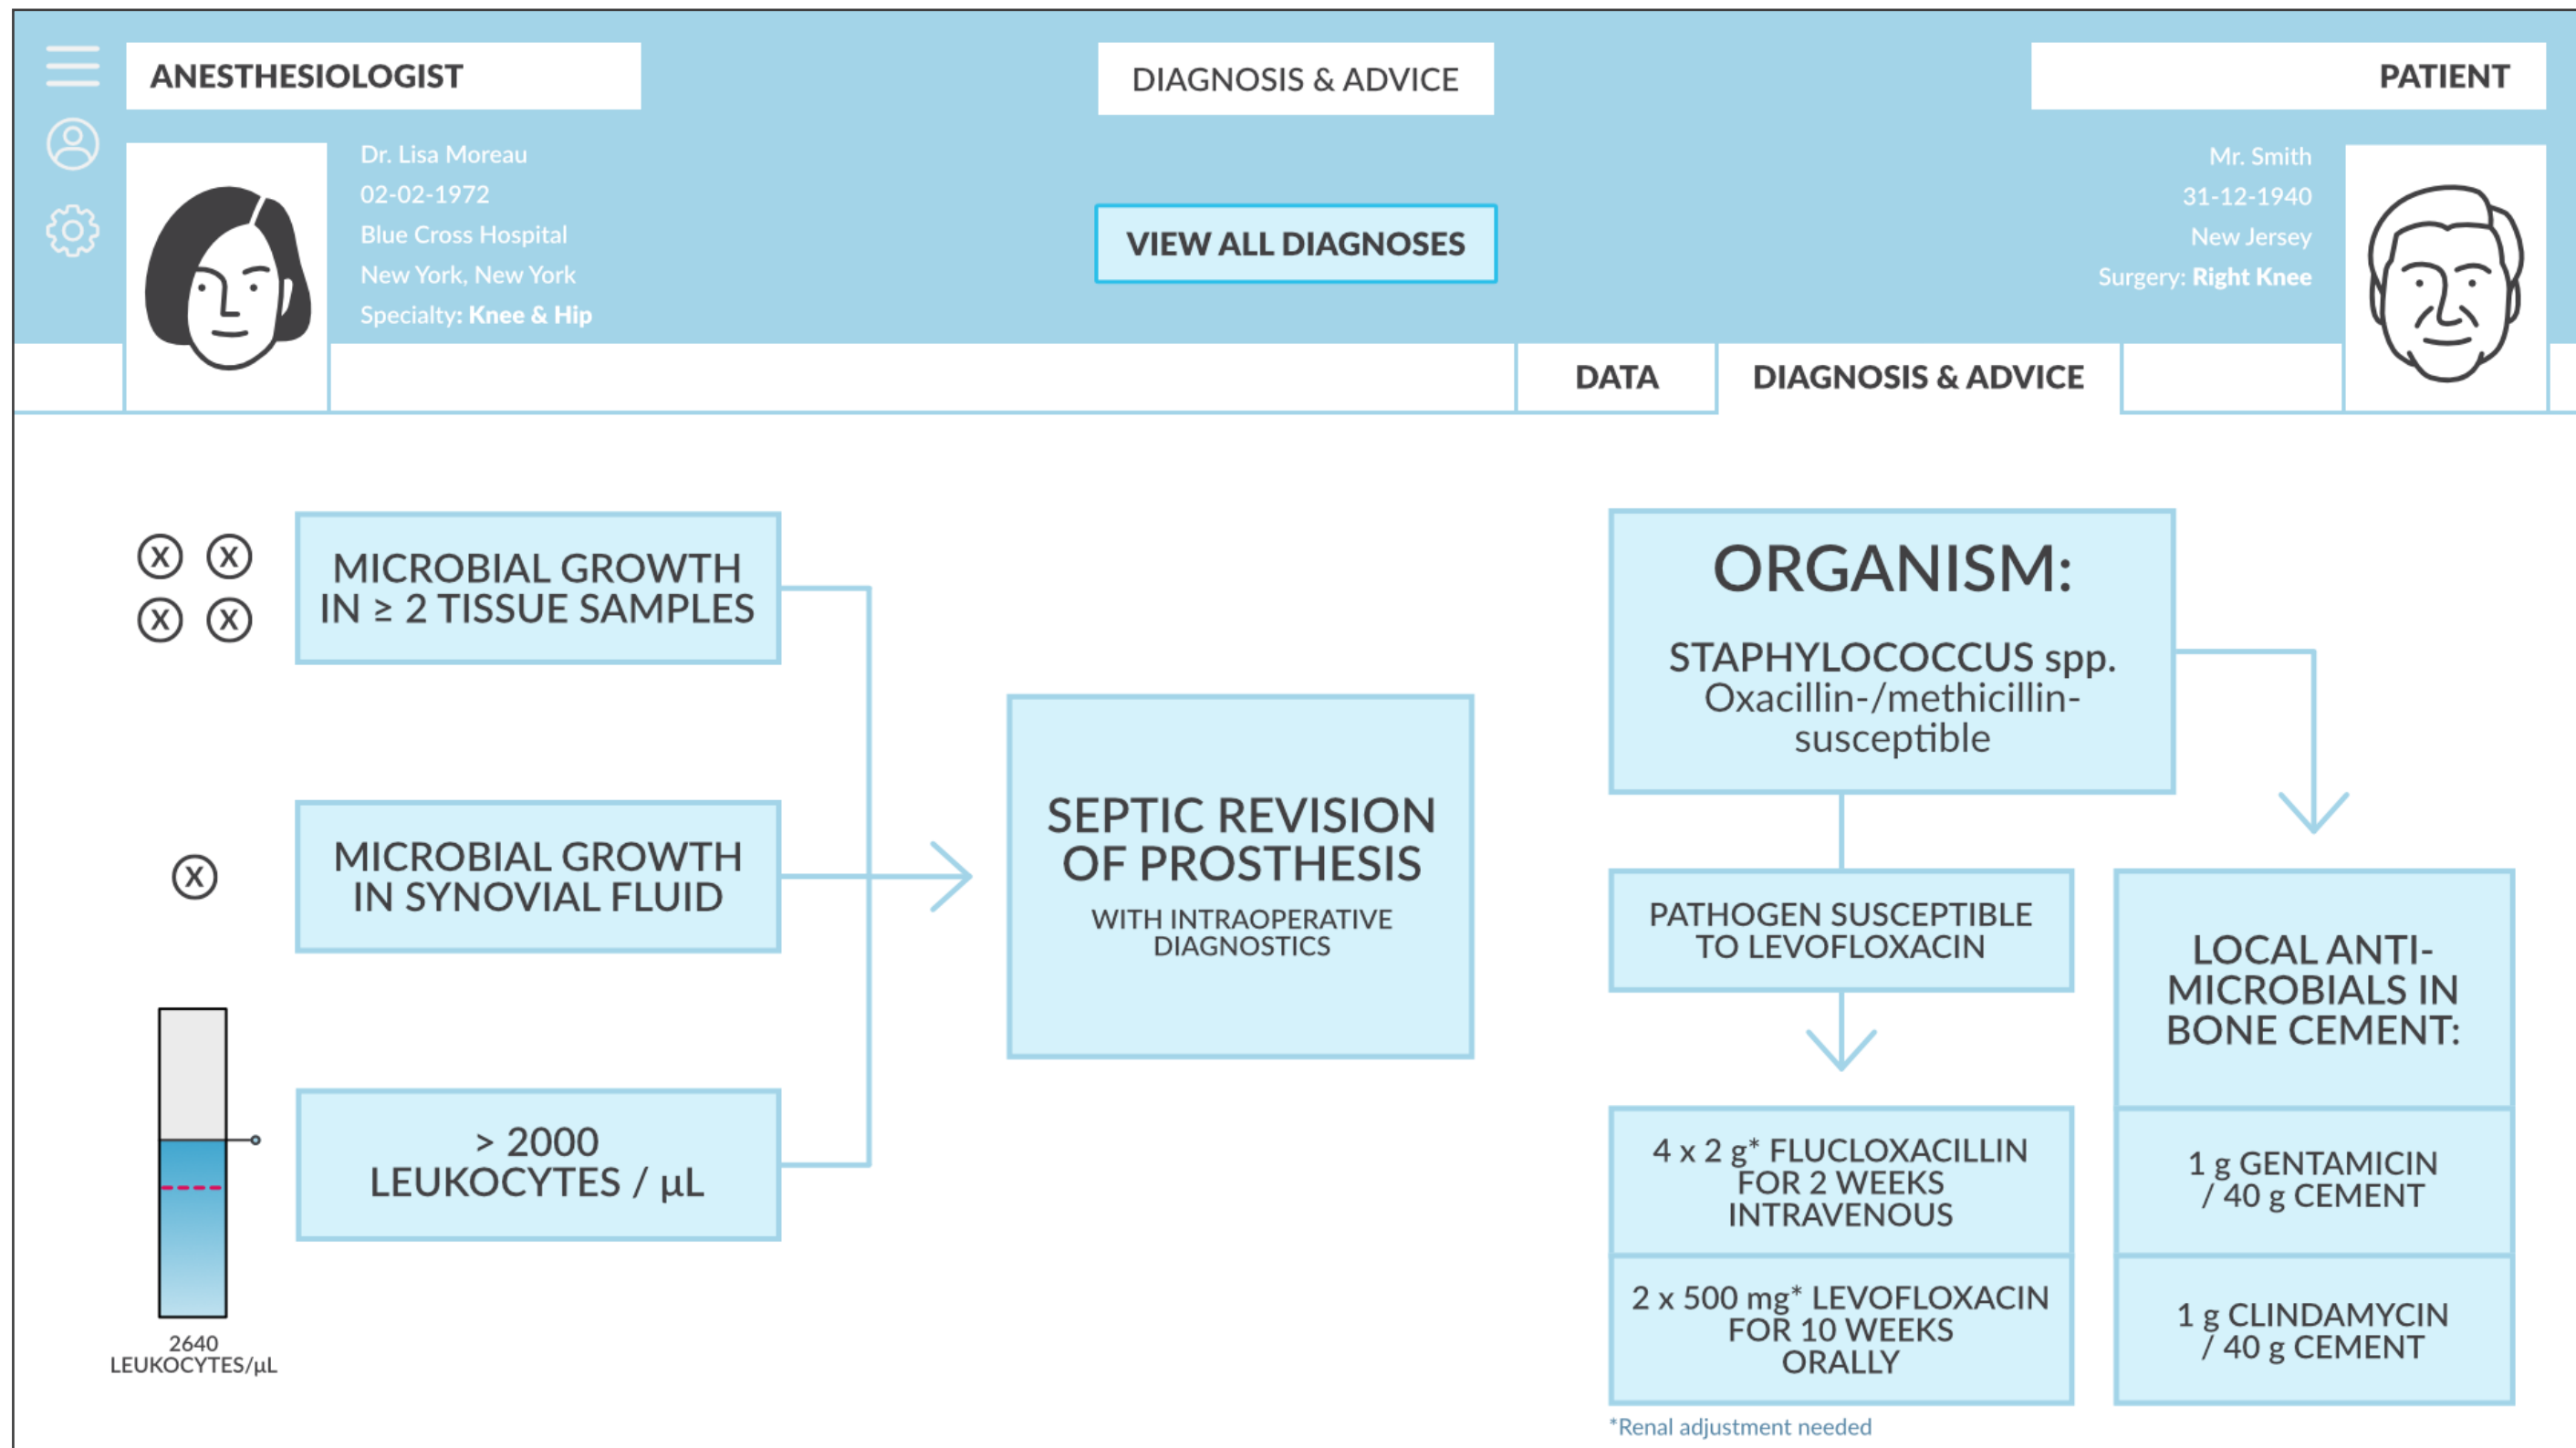 ANESTHESIOLOGIST
Dr. Lisa Moreau
02-02-1972
Blue Cross Hospital
New York, New York
Specialty: Knee & Hip
DIAGNOSIS & ADVICE
VIEW ALL DIAGNOSES
PATIENT
Mr. Smith
31-12-1940
New Jersey
Surgery: Right Knee
DATA
DIAGNOSIS & ADVICE
X X
X X
MICROBIAL GROWTH
IN ≥ 2 TISSUE SAMPLES
X
MICROBIAL GROWTH
IN SYNOVIAL FLUID
> 2000
LEUKOCYTES / µL
2640
LEUKOCYTES/µL
SEPTIC REVISION
OF PROSTHESIS
WITH INTRAOPERATIVE
DIAGNOSTICS
ORGANISM:
STAPHYLOCOCCUS spp.
Oxacillin-/methicillin-
susceptible
PATHOGEN SUSCEPTIBLE
TO LEVOFLOXACIN
4 x 2 g* FLUCLOXACILLIN
FOR 2 WEEKS
INTRAVENOUS
2 x 500 mg* LEVOFLOXACIN
FOR 10 WEEKS
ORALLY
*Renal adjustment needed
LOCAL ANTI-
MICROBIALS IN
BONE CEMENT:
1 g GENTAMICIN
/ 40 g CEMENT
1 g CLINDAMYCIN
/ 40 g CEMENT